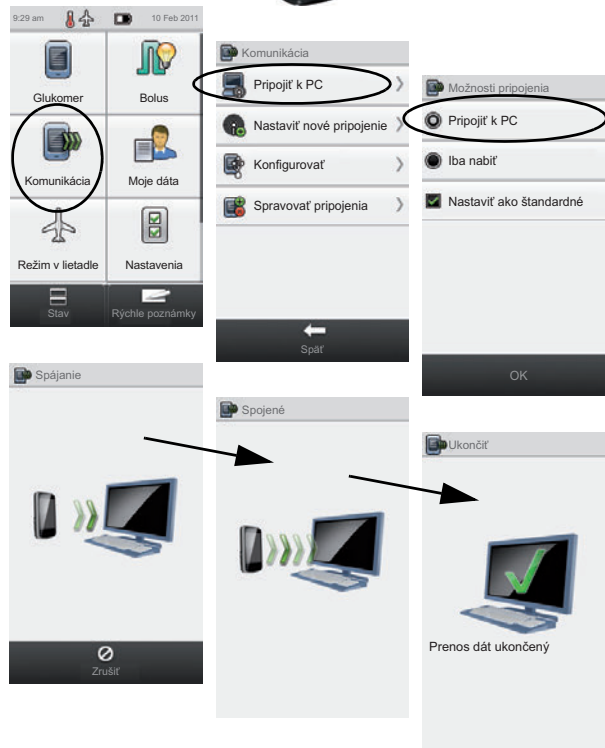 9:29 am
10 Feb 2011
Glukomer
Bolus
Komunikácia
Moje dáta
Režim v lietadle
Nastavenia
Stav
Rýchle poznámky
Komunikácia
Pripojiť k PC
Nastaviť nové pripojenie
Konfigurovať
Spravovať pripojenia
Späť
Možnosti pripojenia
Pripojiť k PC
Iba nabiť
Nastaviť ako štandardné
OK
Spájanie
Zrušiť
Spojené
Ukončiť
Prenos dát ukončený